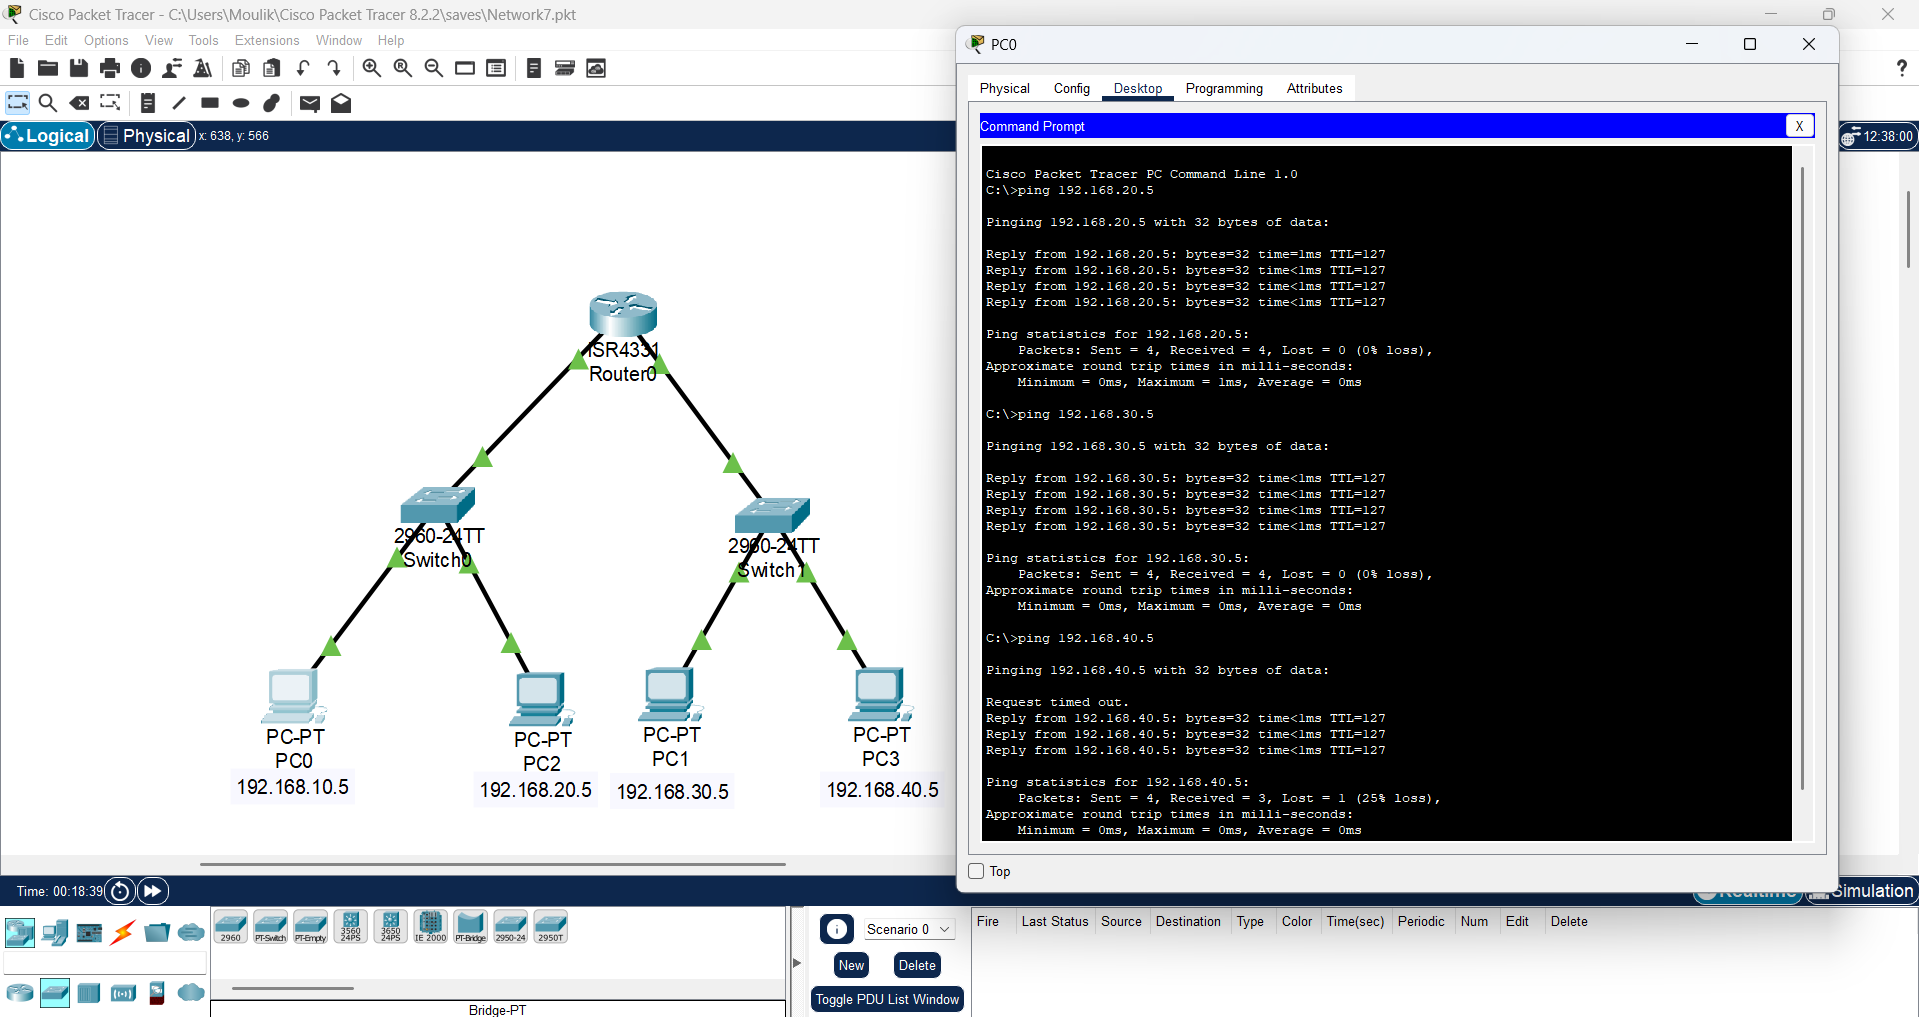 Cisco Packet Tracer - C:\Users\Moulik\Cisco Packet Tracer 8.2.2\saves\Network7.pkt
File Edit Options View Tools Extensions Window Help
Logical Physical x: 638, y: 566
12:38:00
ISR4331
Router0
2960-24TT
Switch0
2960-24TT
Switch1
PC-PT
PC0
192.168.10.5
PC-PT
PC2
192.168.20.5
PC-PT
PC1
192.168.30.5
PC-PT
PC3
192.168.40.5
PC0
Physical Config Desktop Programming Attributes
Command Prompt
X
Cisco Packet Tracer PC Command Line 1.0
C:\>ping 192.168.20.5
Pinging 192.168.20.5 with 32 bytes of data:
Reply from 192.168.20.5: bytes=32 time=1ms TTL=127
Reply from 192.168.20.5: bytes=32 time<1ms TTL=127
Reply from 192.168.20.5: bytes=32 time<1ms TTL=127
Reply from 192.168.20.5: bytes=32 time<1ms TTL=127
Ping statistics for 192.168.20.5:
Packets: Sent = 4, Received = 4, Lost = 0 (0% loss),
Approximate round trip times in milli-seconds:
Minimum = 0ms, Maximum = 1ms, Average = 0ms
C:\>ping 192.168.30.5
Pinging 192.168.30.5 with 32 bytes of data:
Reply from 192.168.30.5: bytes=32 time<1ms TTL=127
Reply from 192.168.30.5: bytes=32 time<1ms TTL=127
Reply from 192.168.30.5: bytes=32 time<1ms TTL=127
Reply from 192.168.30.5: bytes=32 time<1ms TTL=127
Ping statistics for 192.168.30.5:
Packets: Sent = 4, Received = 4, Lost = 0 (0% loss),
Approximate round trip times in milli-seconds:
Minimum = 0ms, Maximum = 0ms, Average = 0ms
C:\>ping 192.168.40.5
Pinging 192.168.40.5 with 32 bytes of data:
Request timed out.
Reply from 192.168.40.5: bytes=32 time<1ms TTL=127
Reply from 192.168.40.5: bytes=32 time<1ms TTL=127
Reply from 192.168.40.5: bytes=32 time<1ms TTL=127
Ping statistics for 192.168.40.5:
Packets: Sent = 4, Received = 3, Lost = 1 (25% loss),
Approximate round trip times in milli-seconds:
Minimum = 0ms, Maximum = 0ms, Average = 0ms
Top
Time: 00:18:39
Realtime Simulation
2960 PT-Switch PT-Empty 3560 24PS 3650 24PS IE 2000 PT-Bridge 2950-24 2950T
Bridge-PT
Scenario 0
New Delete
Toggle PDU List Window
Fire Last Status Source Destination Type Color Time(sec) Periodic Num Edit Delete